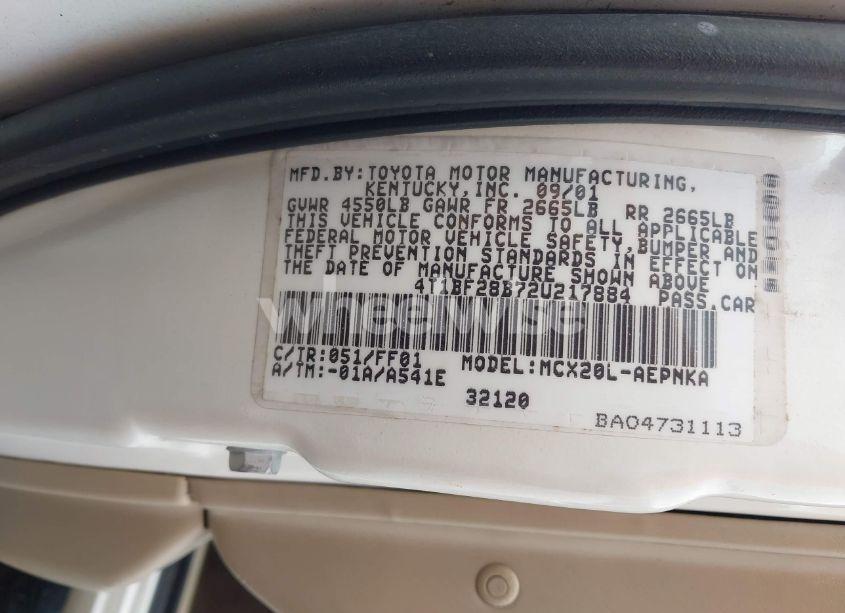 MFD.BY:TOYOTA MOTOR MANUFACTURING,
KENTUCKY,INC. 09/01
GVWR 4550LB GAWR FR 2665LB RR 2665LB
THIS VEHICLE CONFORMS TO ALL APPLICABLE
FEDERAL MOTOR VEHICLE SAFETY,BUMPER AND
THEFT PREVENTION STANDARDS IN EFFECT ON
THE DATE OF MANUFACTURE SHOWN ABOVE
4T1BF28B72U217884 PASS.CAR
wheelwise
C/TR:051/FF01 MODEL:MCX20L-AEPNKA
A/TM:-01A/A541E
32120
BA04731113